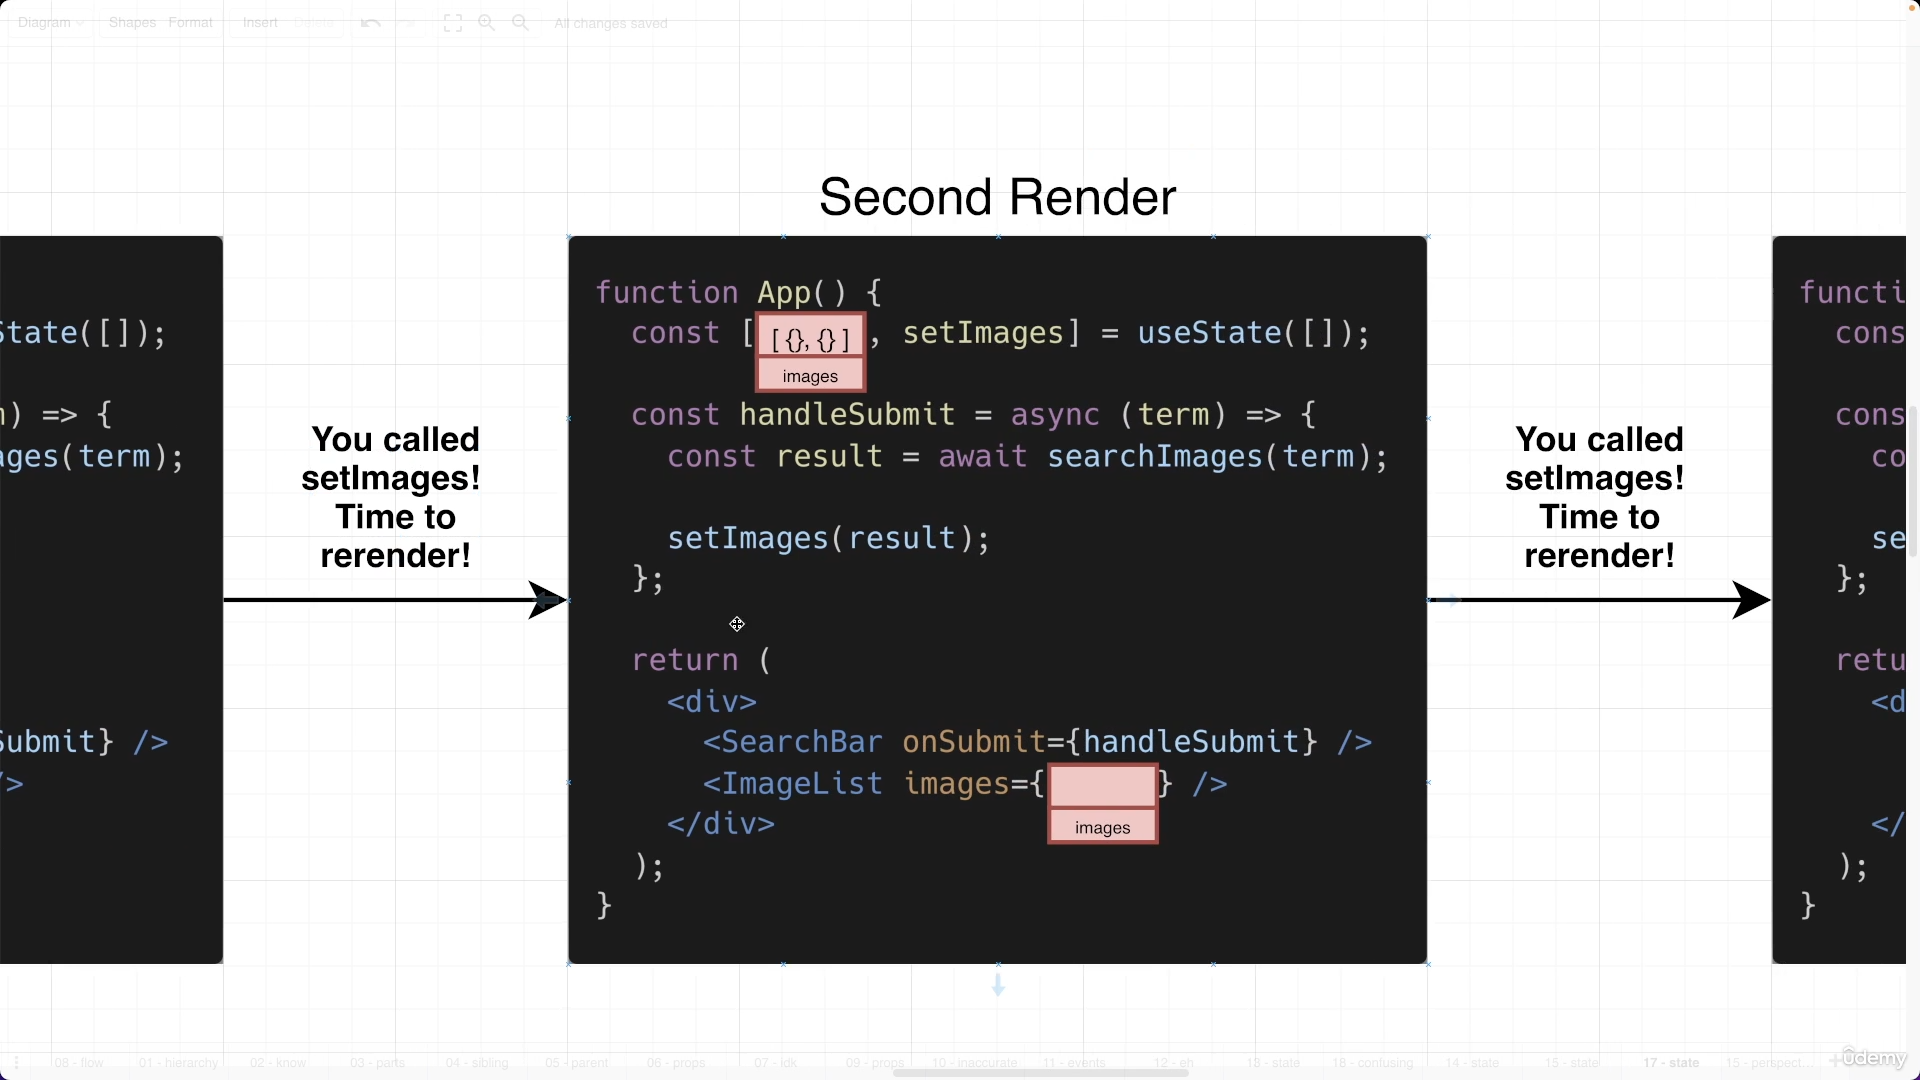 Diagram Shapes Format Insert Delete All changes saved
Second Render
State([]);
) => {
ages(term);
Submit} />
/>
You called
setImages!
Time to
rerender!
function App() {
const [ [ {}, {} ] , setImages] = useState([]);
images
const handleSubmit = async (term) => {
const result = await searchImages(term);
setImages(result);
};
return (
<div>
<SearchBar onSubmit={handleSubmit} />
<ImageList images={ } />
images
</div>
);
}
You called
setImages!
Time to
rerender!
functi
cons
cons
co
se
};
retu
<d
</
);
}
08 - flow 01 - hierarchy 02 - know 03 - parts 04 - sibling 05 - parent 06 - props 07 - idk 09 - props 10 - inaccurate 11 - events 12 - eh 13 - state 18 - confusing 14 - state 15 - state 17 - state 15 - perspect...
ûdemy